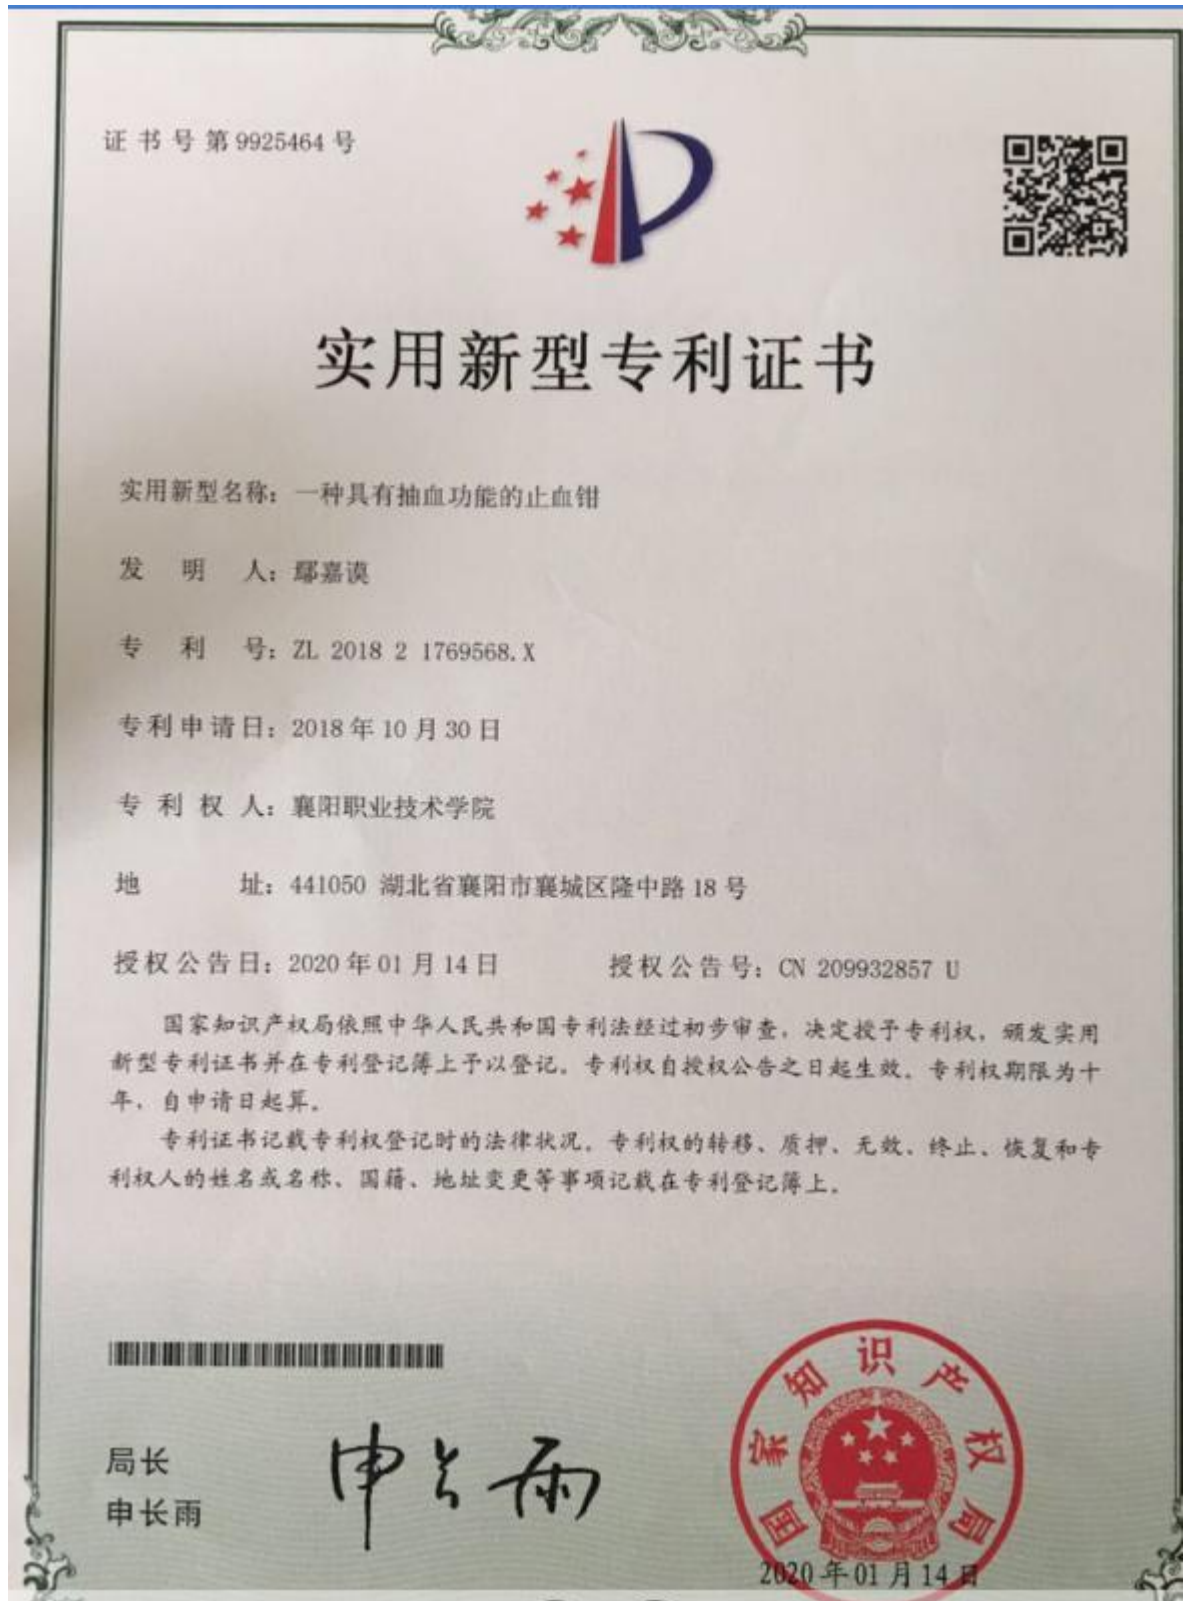 证书号第9925464号
实用新型专利证书
实用新型名称：一种具有抽血功能的止血钳
发明人：鄢嘉谟
专利号：ZL 2018 2 1769568.X
专利申请日：2018年10月30日
专利权人：襄阳职业技术学院
地址：441050 湖北省襄阳市襄城区隆中路18号
授权公告日：2020年01月14日 授权公告号：CN 209932857 U
国家知识产权局依照中华人民共和国专利法经过初步审查，决定授予专利权，颁发实用
新型专利证书并在专利登记簿上予以登记。专利权自授权公告之日起生效。专利权期限为十
年，自申请日起算。
专利证书记载专利权登记时的法律状况。专利权的转移、质押、无效、终止、恢复和专
利权人的姓名或名称、国籍、地址变更等事项记载在专利登记簿上。
局长
申长雨
申长雨
国家知识产权局
2020年01月14日